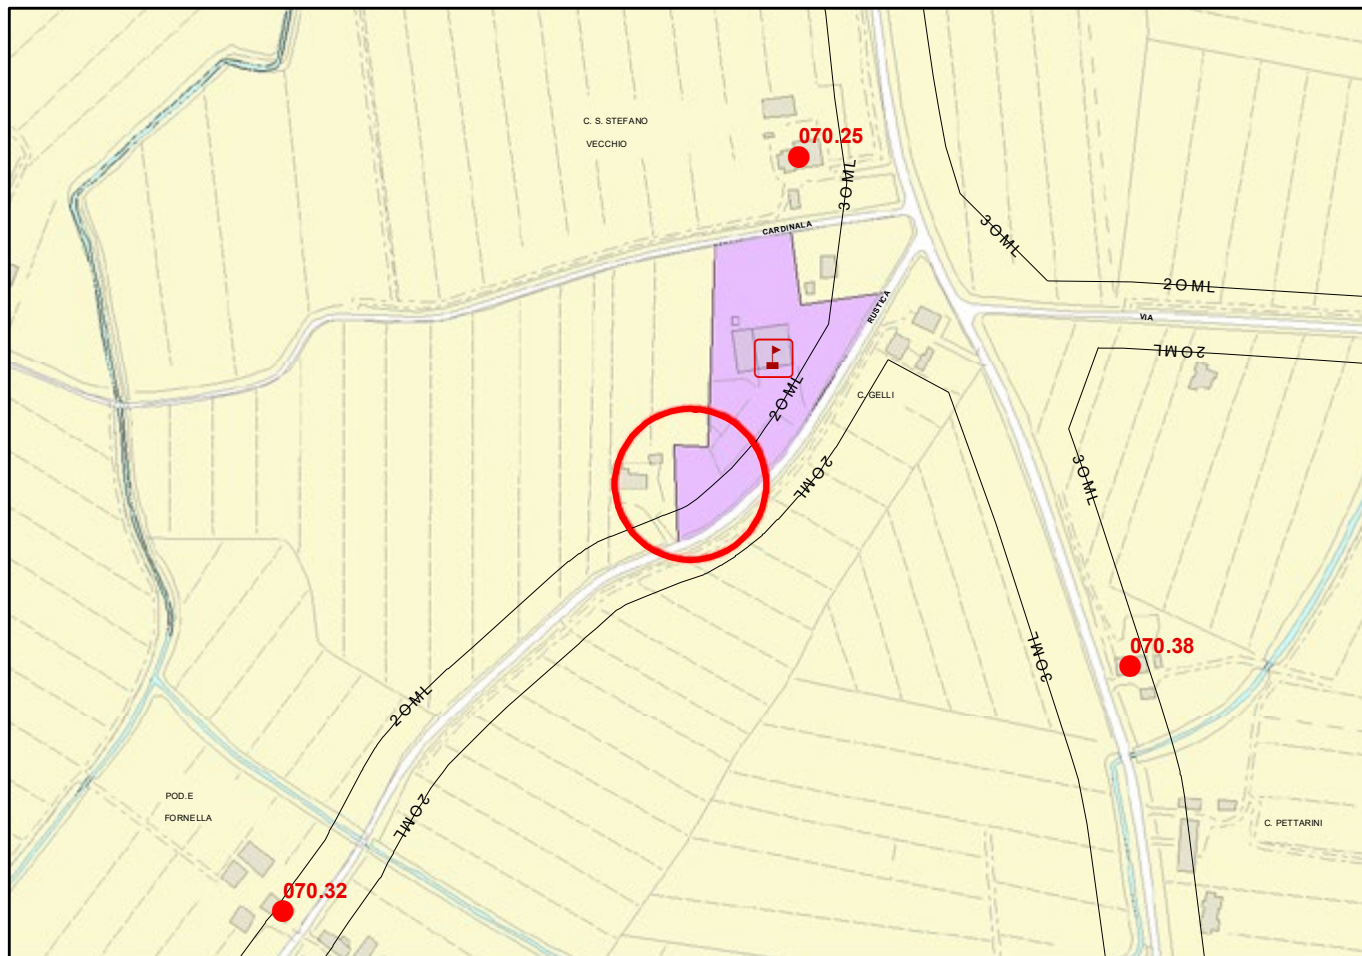 C. S. STEFANO
VECCHIO
070.25
30ML
CARDINALA
30ML
20ML
VIA
RUSTICA
20ML
20ML
C. GELLI
20ML
30ML
30ML
070.38
20ML
POD.E
FORNELLA
20ML
C. PETTARINI
070.32